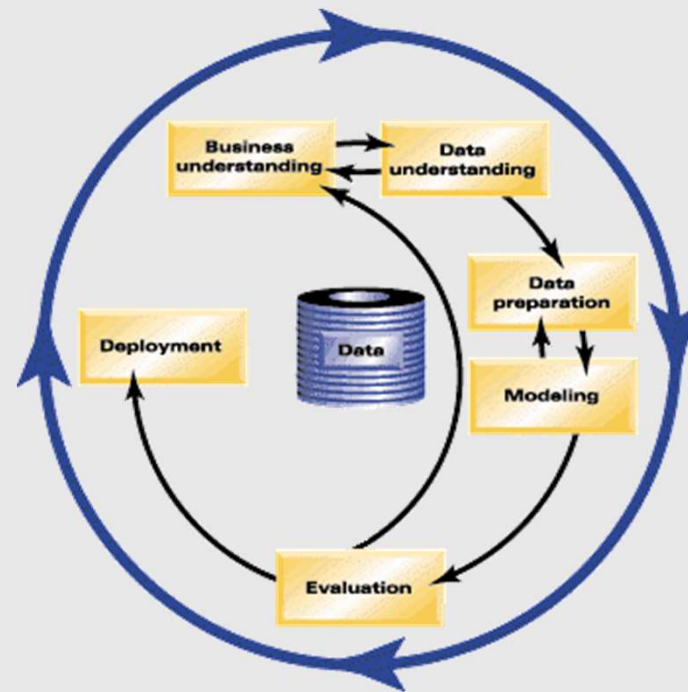 Business
understanding
Data
understanding
Data
preparation
Deployment
Data
Modeling
Evaluation